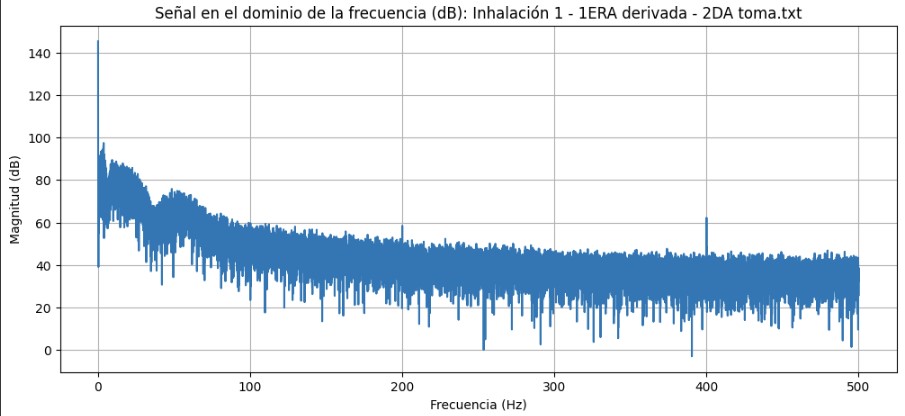 Señal en el dominio de la frecuencia (dB): Inhalación 1 - 1ERA derivada - 2DA toma.txt
140
120
100
80
60
40
20
0
Magnitud (dB)
0 100 200 300 400 500
Frecuencia (Hz)